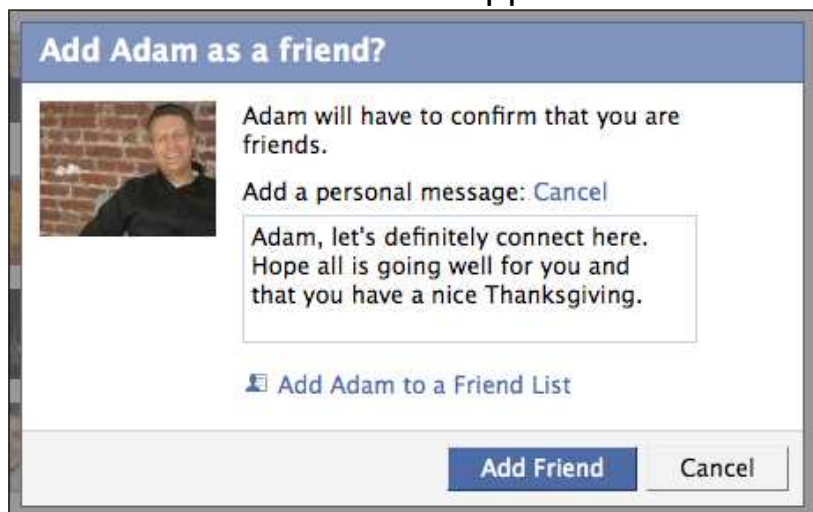 Add Adam as a friend?
Adam will have to confirm that you are
friends.
Add a personal message: Cancel
Adam, let's definitely connect here.
Hope all is going well for you and
that you have a nice Thanksgiving.
Add Adam to a Friend List
Add Friend Cancel